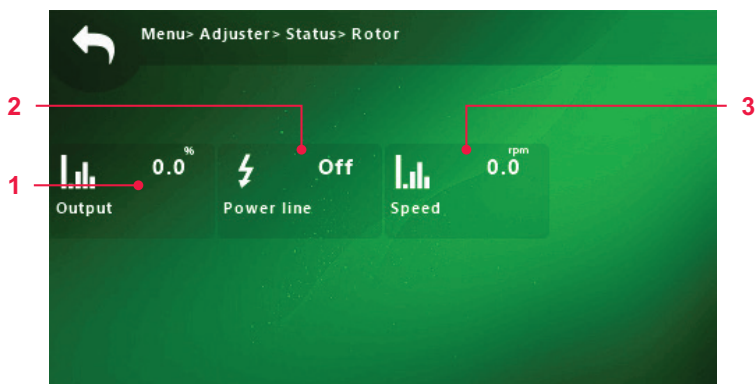 Menu> Adjuster> Status> Rotor
2
3
1
0.0 %
Output
Off
Power line
0.0 rpm
Speed